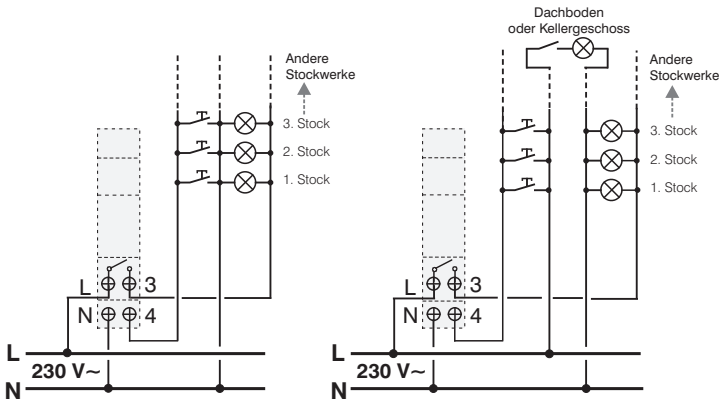 Andere
Stockwerke
3. Stock
2. Stock
1. Stock
L 3
N 4
L
230 V~
N
Dachboden
oder Kellergeschoss
Andere
Stockwerke
3. Stock
2. Stock
1. Stock
L 3
N 4
L
230 V~
N